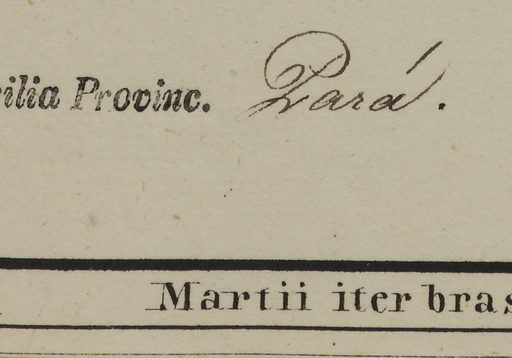 ilia Provinc. Pará.
Martii iter bras